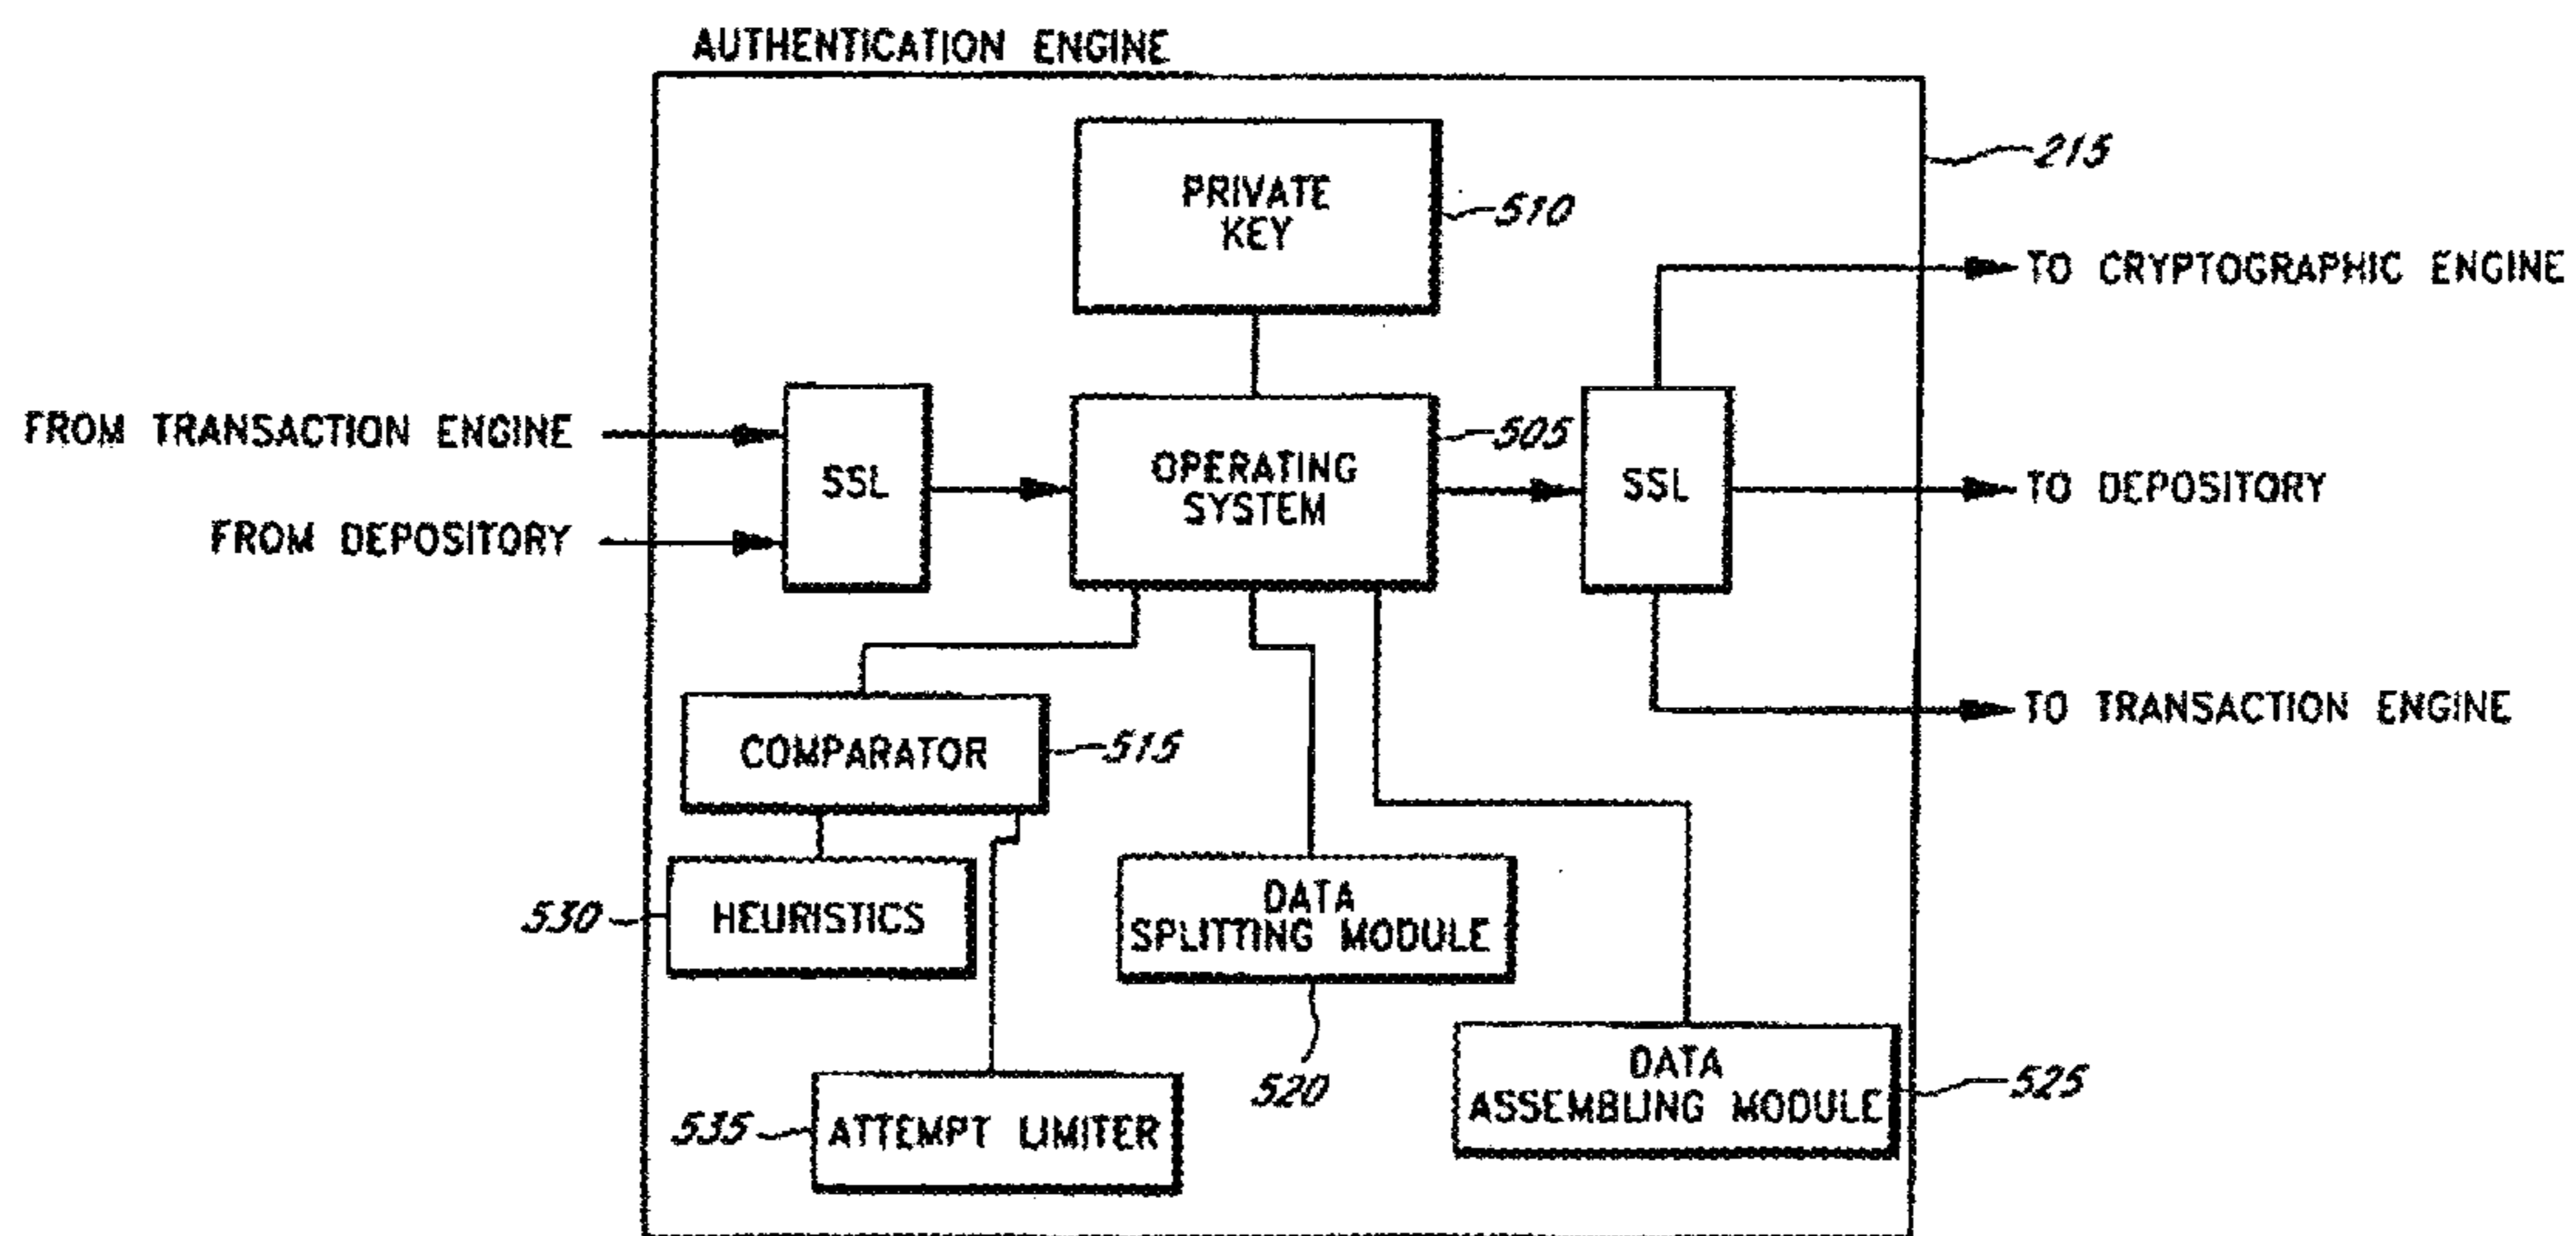 AUTHENTICATION ENGINE
215
PRIVATE
KEY
510
TO CRYPTOGRAPHIC ENGINE
FROM TRANSACTION ENGINE
SSL
OPERATING
SYSTEM
505
SSL
TO DEPOSITORY
FROM DEPOSITORY
TO TRANSACTION ENGINE
COMPARATOR
515
530
HEURISTICS
DATA
SPLITTING MODULE
520
DATA
ASSEMBLING MODULE
525
535
ATTEMPT LIMITER